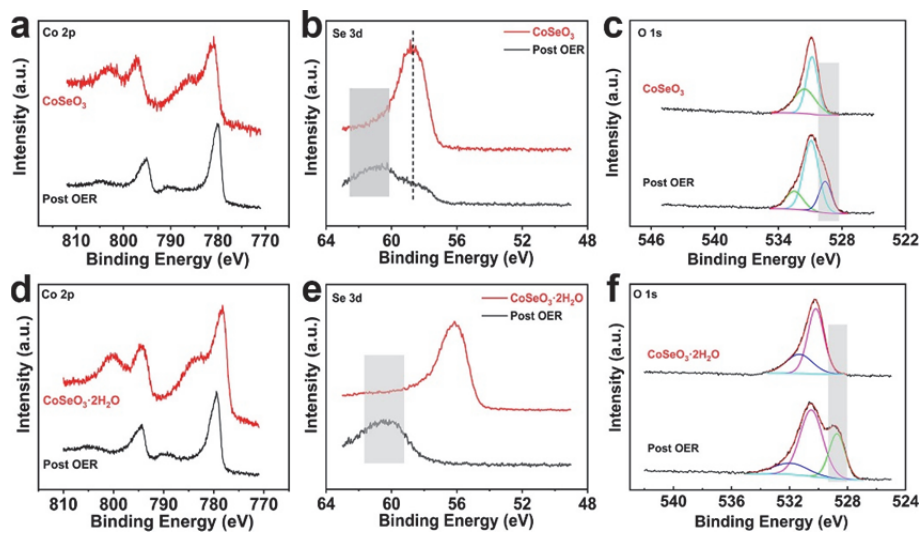 a
Co 2p
CoSeO₃
Post OER
Intensity (a.u.)
810 800 790 780 770
Binding Energy (eV)
b
Se 3d
CoSeO₃
Post OER
Intensity (a.u.)
64 60 56 52 48
Binding Energy (eV)
c
O 1s
CoSeO₃
Post OER
Intensity (a.u.)
546 540 534 528 522
Binding Energy (eV)
d
Co 2p
CoSeO₃·2H₂O
Post OER
Intensity (a.u.)
810 800 790 780 770
Binding Energy (eV)
e
Se 3d
CoSeO₃·2H₂O
Post OER
Intensity (a.u.)
64 60 56 52 48
Binding Energy (eV)
f
O 1s
CoSeO₃·2H₂O
Post OER
Intensity (a.u.)
540 536 532 528 524
Binding Energy (eV)